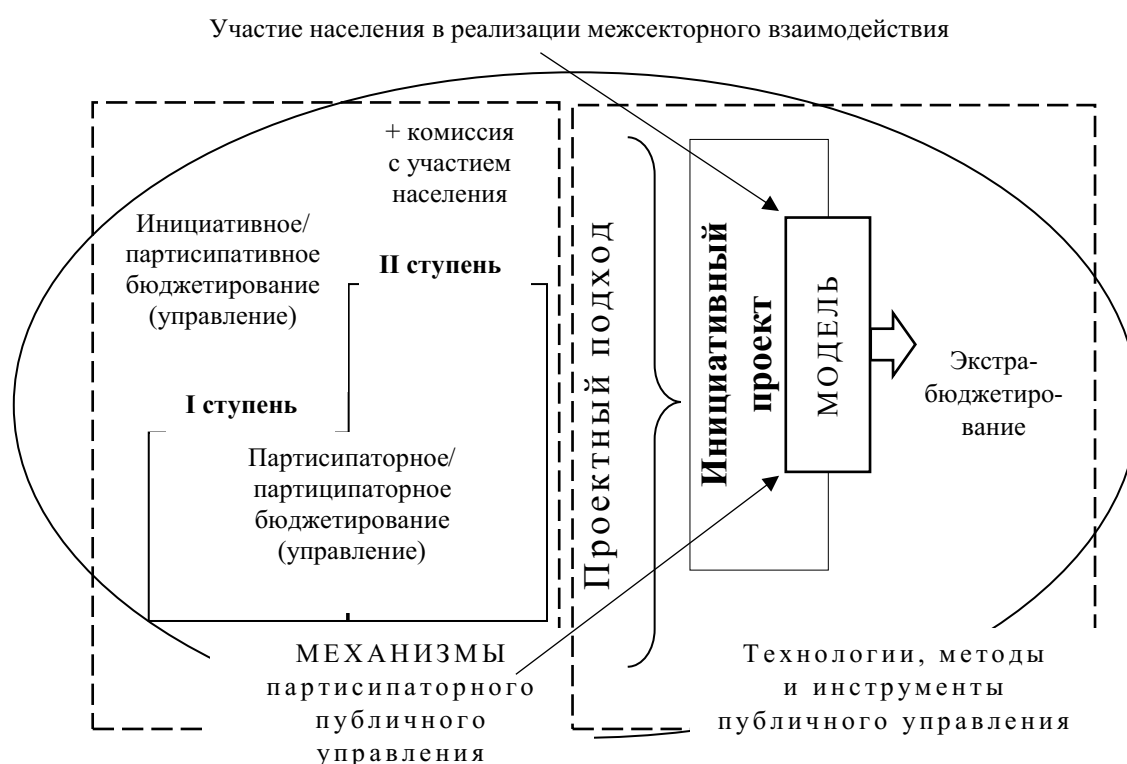 Участие населения в реализации межсекторного взаимодействия
+ комиссия
с участием
населения
Инициативное/
партисипативное
бюджетирование
(управление)
II ступень
I ступень
Партисипаторное/
партиципаторное
бюджетирование
(управление)
Проектный подход
Инициативный
проект
МОДЕЛЬ
Экстра-
бюджетиро-
вание
МЕХАНИЗМЫ
партисипаторного
публичного
управления
Технологии, методы
и инструменты
публичного управления